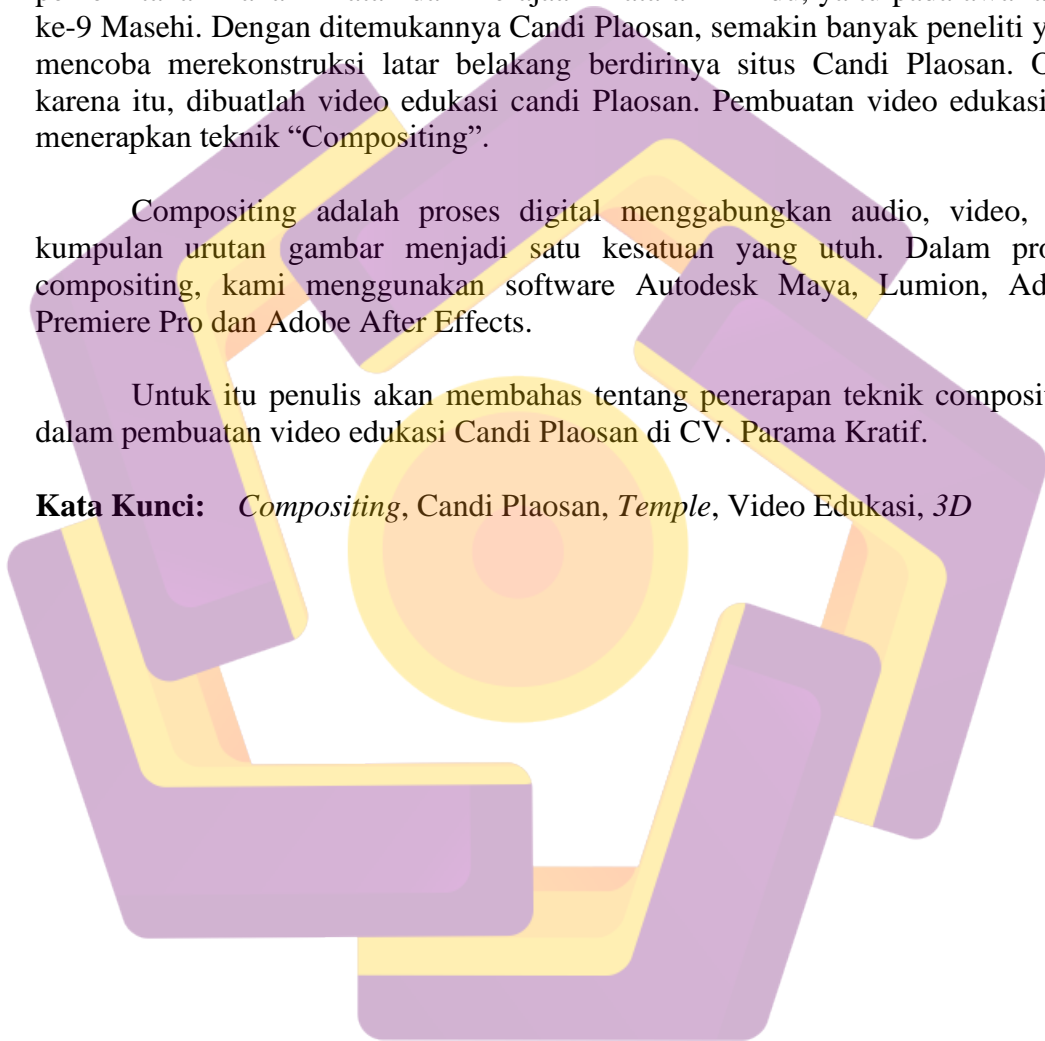 ke-9 Masehi. Dengan ditemukannya Candi Plaosan, semakin banyak peneliti
mencoba merekonstruksi latar belakang berdirinya situs Candi Plaosan.
karena itu, dibuatlah video edukasi candi Plaosan. Pembuatan video edukasi
menerapkan teknik “Compositing”.
Compositing adalah proses digital menggabungkan audio, video,
kumpulan urutan gambar menjadi satu kesatuan yang utuh. Dalam
compositing, kami menggunakan software Autodesk Maya, Lumion,
Premiere Pro dan Adobe After Effects.
Untuk itu penulis akan membahas tentang penerapan teknik
dalam pembuatan video edukasi Candi Plaosan di CV. Parama Kratif.
Kata Kunci: Compositing, Candi Plaosan, Temple, Video Edukasi, 3D